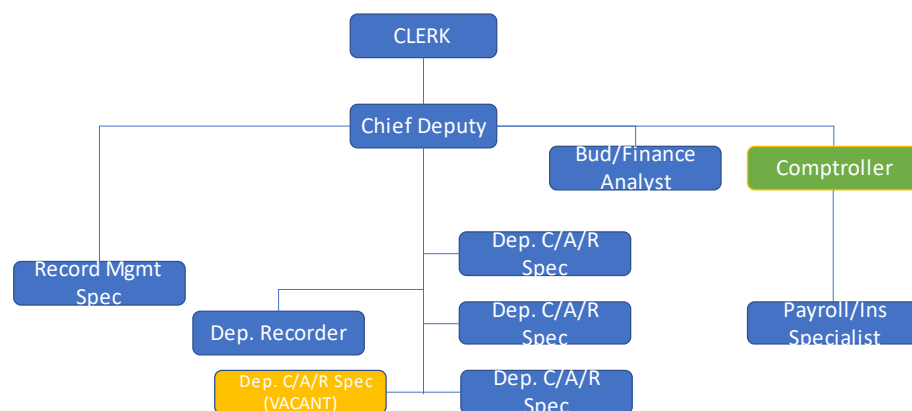 CLERK
Chief Deputy
Bud/Finance
Analyst
Comptroller
Dep. C/A/R
Spec
Record Mgmt
Spec
Dep. C/A/R
Spec
Payroll/Ins
Specialist
Dep. Recorder
Dep. C/A/R Spec
(VACANT)
Dep. C/A/R
Spec